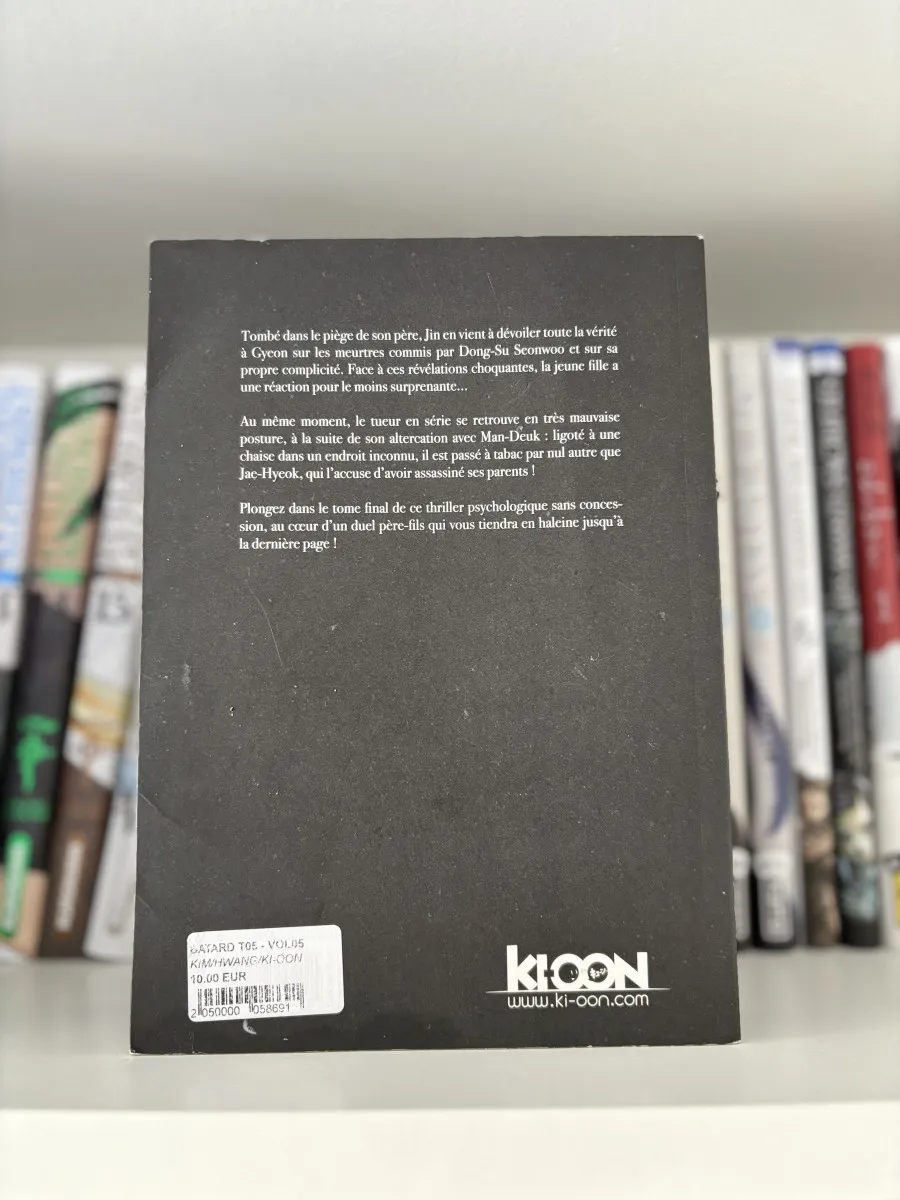 Tombé dans le piège de son père, Jin en vient à dévoiler toute la vérité
à Gyeon sur les meurtres commis par Dong-Su Seonwoo et sur sa
propre complicité. Face à ces révélations choquantes, la jeune fille a
une réaction pour le moins surprenante...
Au même moment, le tueur en série se retrouve en très mauvaise
posture, à la suite de son altercation avec Man-Deuk : ligoté à une
chaise dans un endroit inconnu, il est passé à tabac par nul autre que
Jae-Hyeok, qui l'accuse d'avoir assassiné ses parents !
Plongez dans le tome final de ce thriller psychologique sans conces-
sion, au cœur d'un duel père-fils qui vous tiendra en haleine jusqu'à
la dernière page !
BATARD T05 - VOL05
KIM/HWANG/KI-OON
10.00 EUR
2 050000 058691
KI-OON
www.ki-oon.com